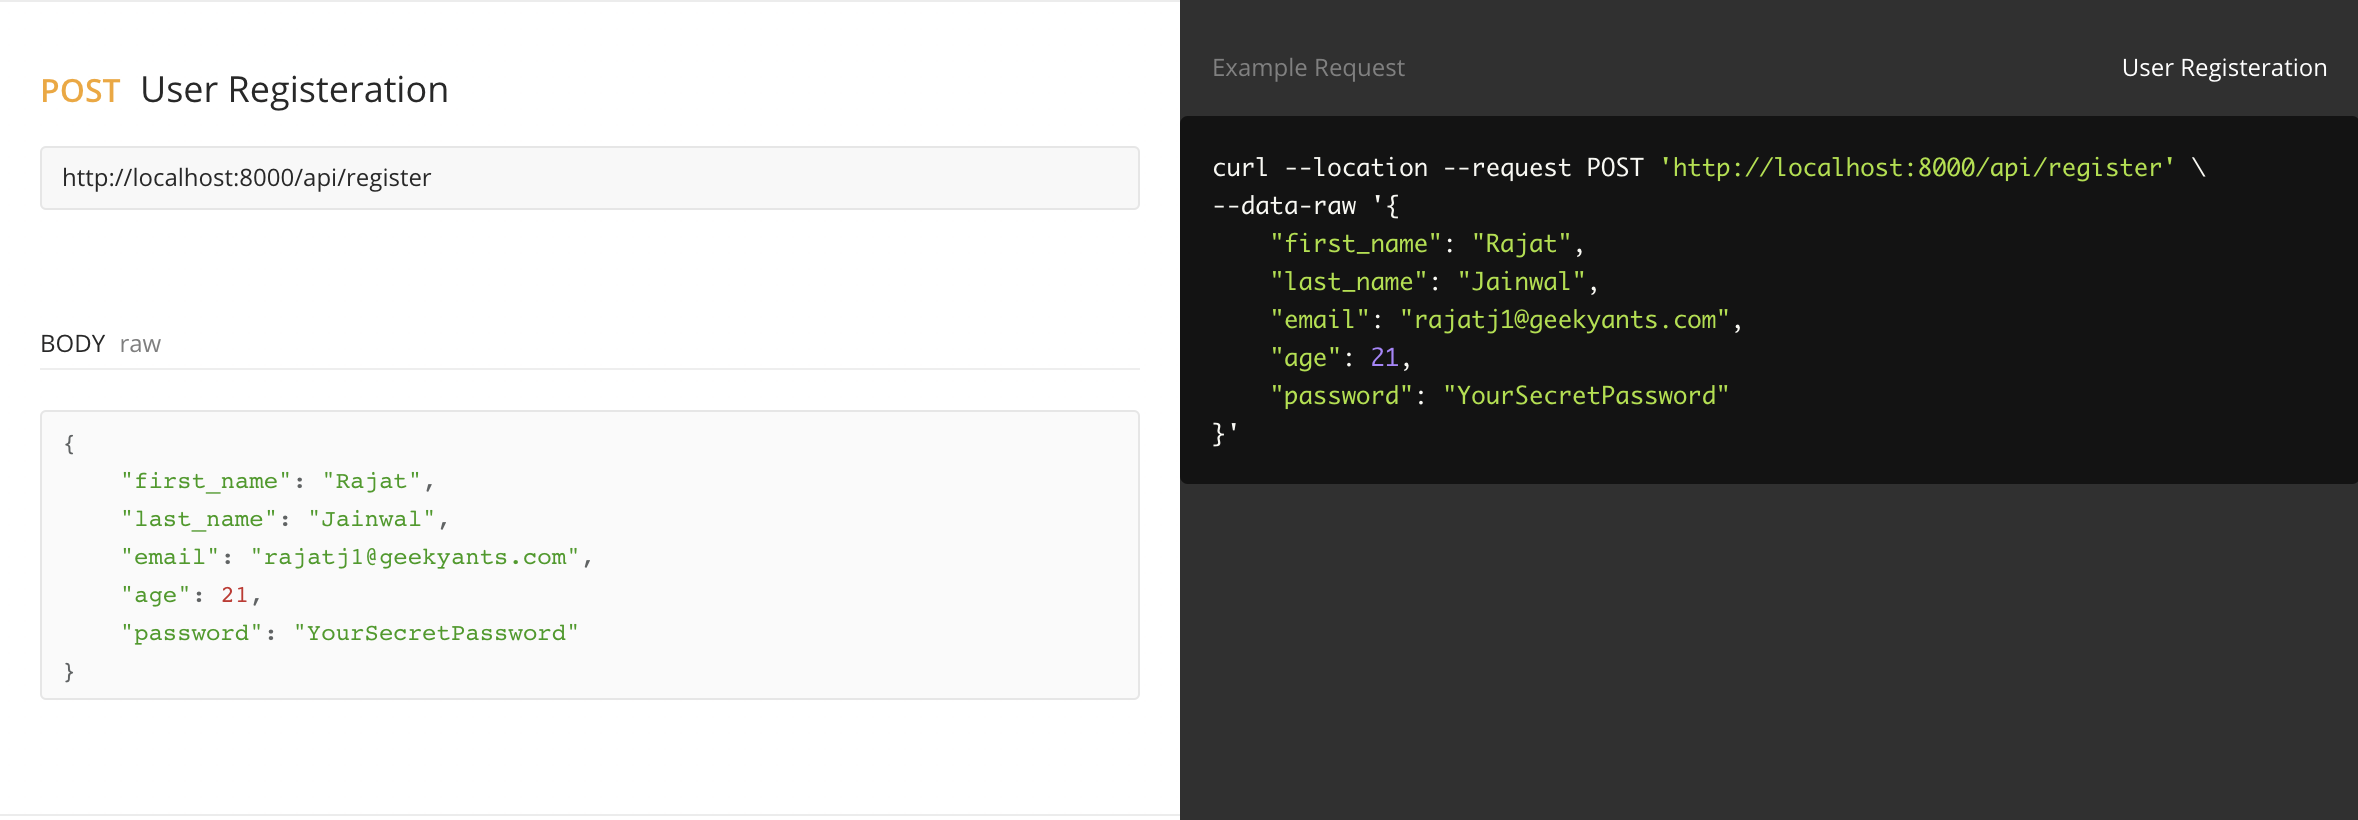 POST User Registeration
http://localhost:8000/api/register
BODY raw
{
    "first_name": "Rajat",
    "last_name": "Jainwal",
    "email": "rajatj1@geekyants.com",
    "age": 21,
    "password": "YourSecretPassword"
}
Example Request
User Registeration
curl --location --request POST 'http://localhost:8000/api/register' \
--data-raw '{
    "first_name": "Rajat",
    "last_name": "Jainwal",
    "email": "rajatj1@geekyants.com",
    "age": 21,
    "password": "YourSecretPassword"
}'